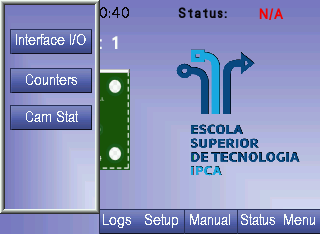 0:40 Status: N/A
Interface I/O
: 1
Counters
Cam Stat
ESCOLA
SUPERIOR
DE TECNOLOGIA
IPCA
Logs Setup Manual Status Menu